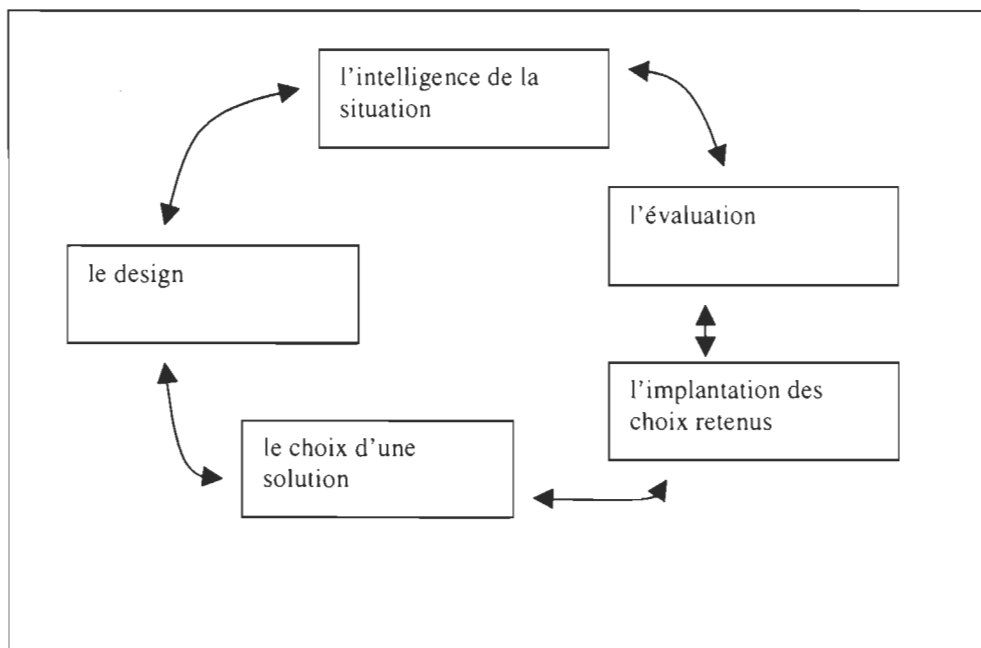 l'intelligence de la
situation
l'évaluation
le design
l'implantation des
choix retenus
le choix d'une
solution